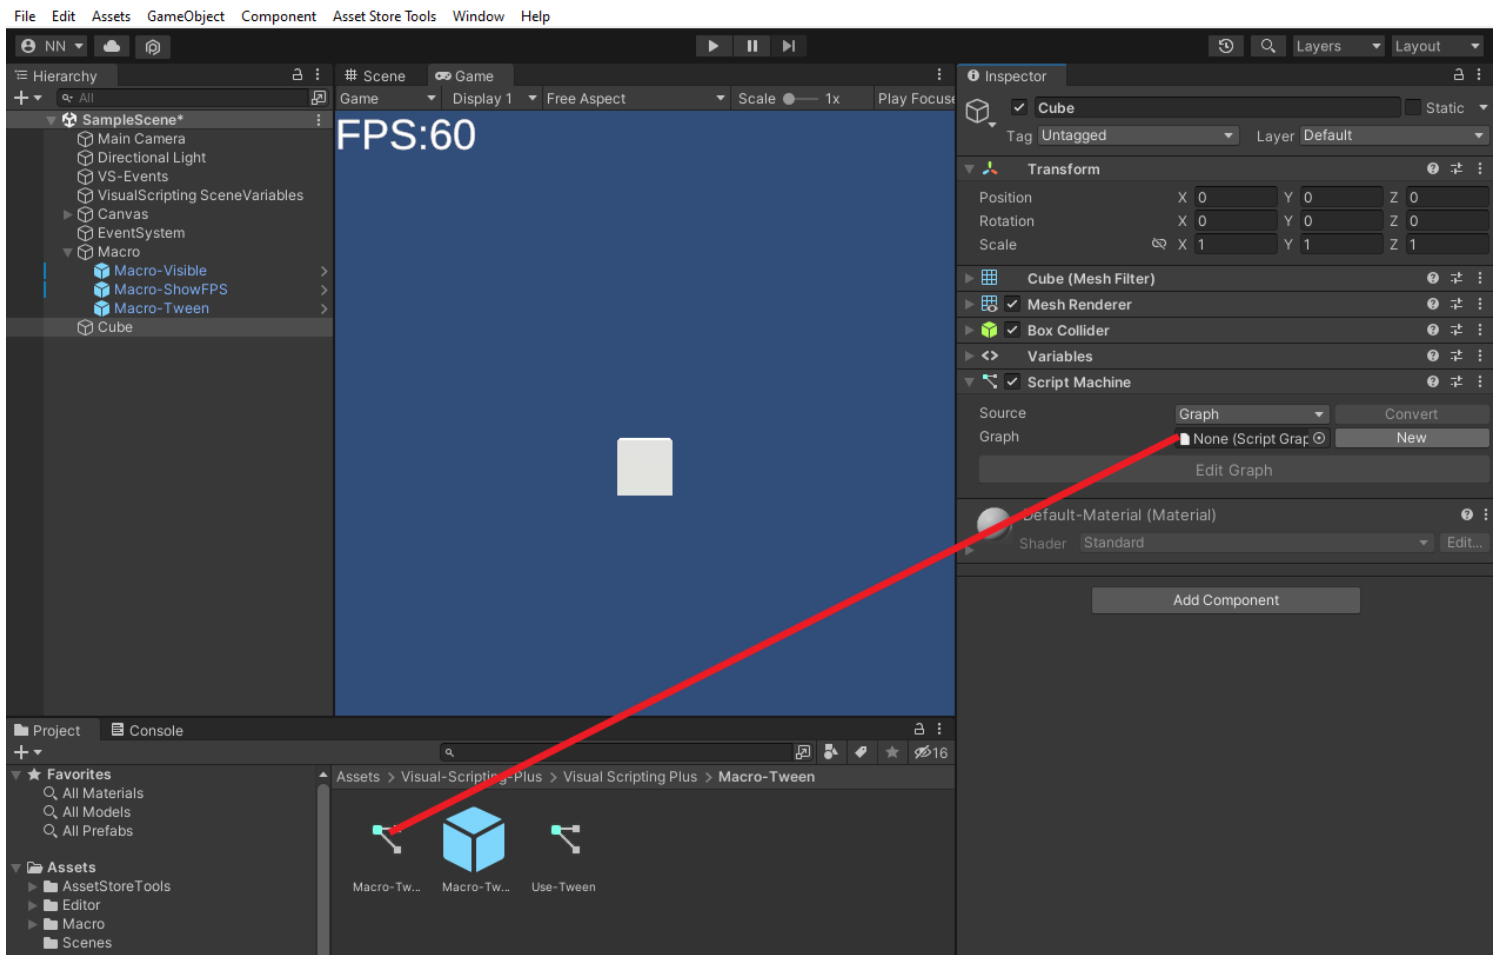 File Edit Assets GameObject Component Asset Store Tools Window Help
NN Layers Layout
Hierarchy
All
SampleScene*
Main Camera
Directional Light
VS-Events
VisualScripting SceneVariables
Canvas
EventSystem
Macro
Macro-Visible
Macro-ShowFPS
Macro-Tween
Cube
Scene Game
Game Display 1 Free Aspect Scale 1x Play Focuse
FPS:60
Inspector
Cube Static
Tag Untagged Layer Default
Transform
Position X 0 Y 0 Z 0
Rotation X 0 Y 0 Z 0
Scale X 1 Y 1 Z 1
Cube (Mesh Filter)
Mesh Renderer
Box Collider
Variables
Script Machine
Source Graph Convert
Graph None (Script Grap New
Edit Graph
Default-Material (Material)
Shader Standard Edit...
Add Component
Project Console
16
Favorites
All Materials
All Models
All Prefabs
Assets
AssetStoreTools
Editor
Macro
Scenes
Assets > Visual-Scripting-Plus > Visual Scripting Plus > Macro-Tween
Macro-Tw... Macro-Tw... Use-Tween